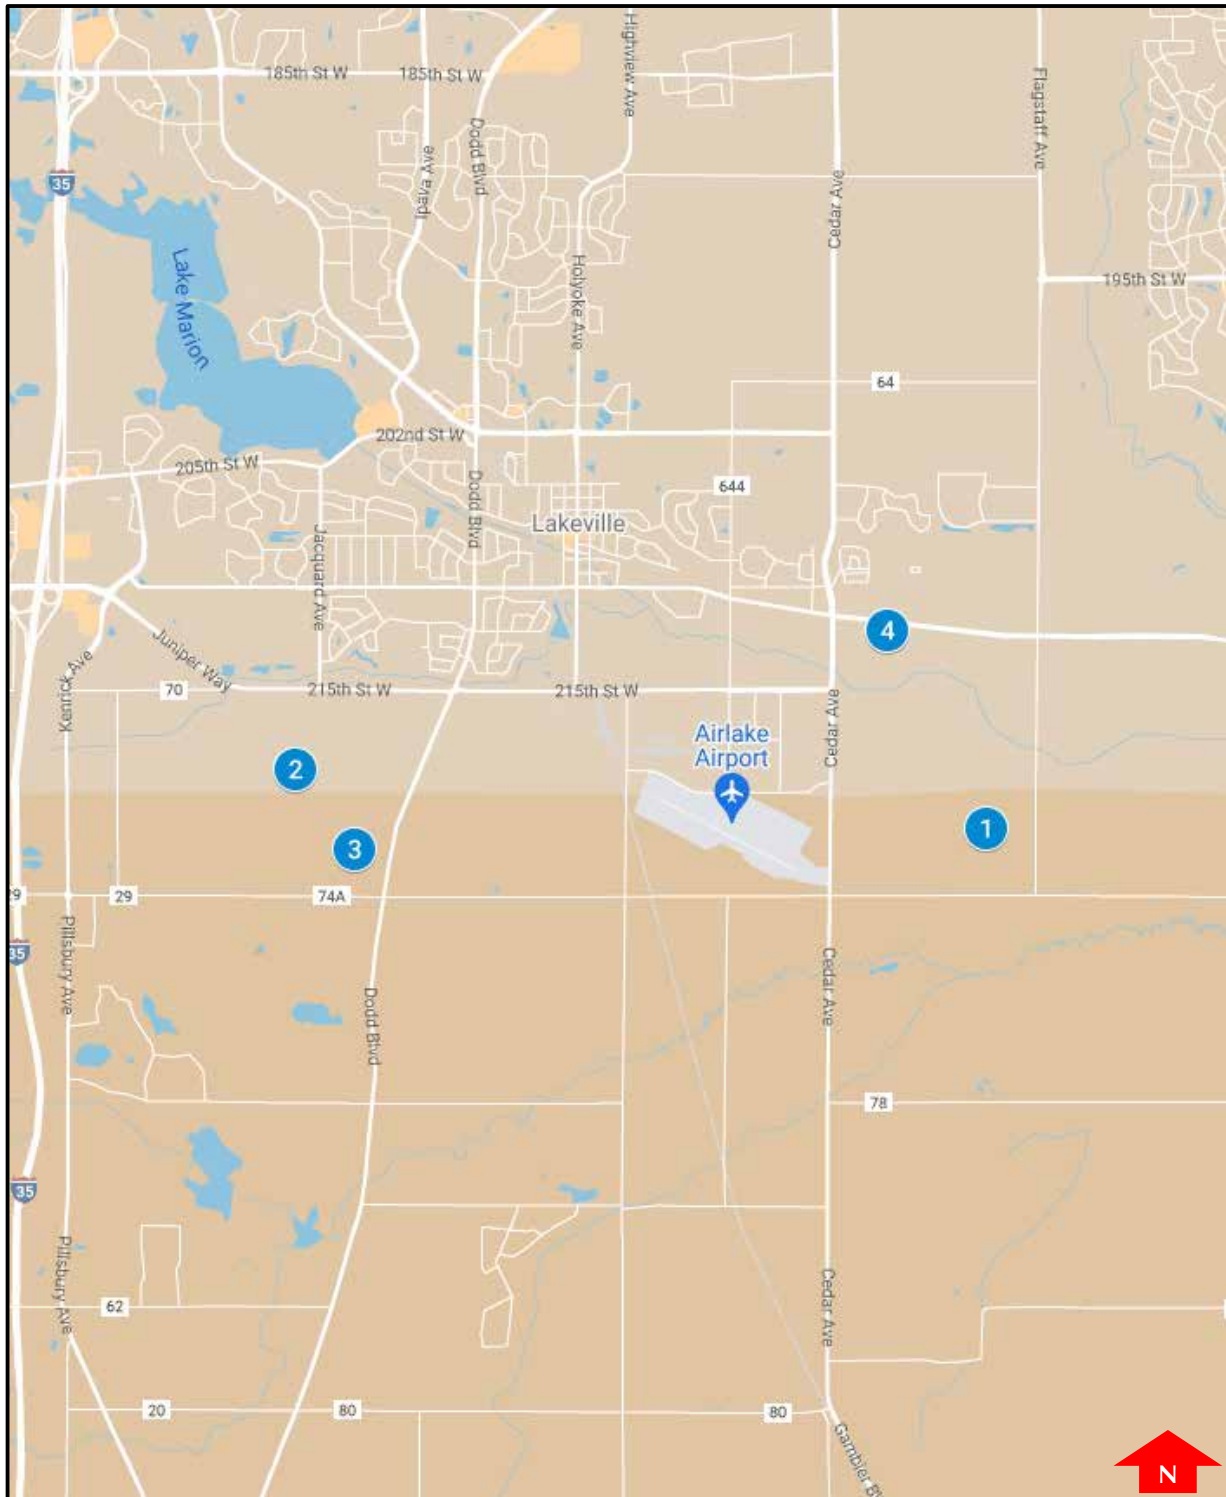 Highview Ave
185th St W
185th St W
Flagstaff Ave
Dodd Blvd
Ipava Ave
35
Cedar Ave
Lake Marion
Holyoke Ave
195th St W
64
202nd St W
205th St W
Dodd Blvd
644
Lakeville
Jacquard Ave
4
Juniper Way
Kenrick Ave
70
215th St W
215th St W
Cedar Ave
Airlake
Airport
2
1
3
29
29
74A
Pillsbury Ave
35
Cedar Ave
Dodd Blvd
78
35
Pillsbury Ave
Cedar Ave
62
20
80
80
Gambier Bl
N